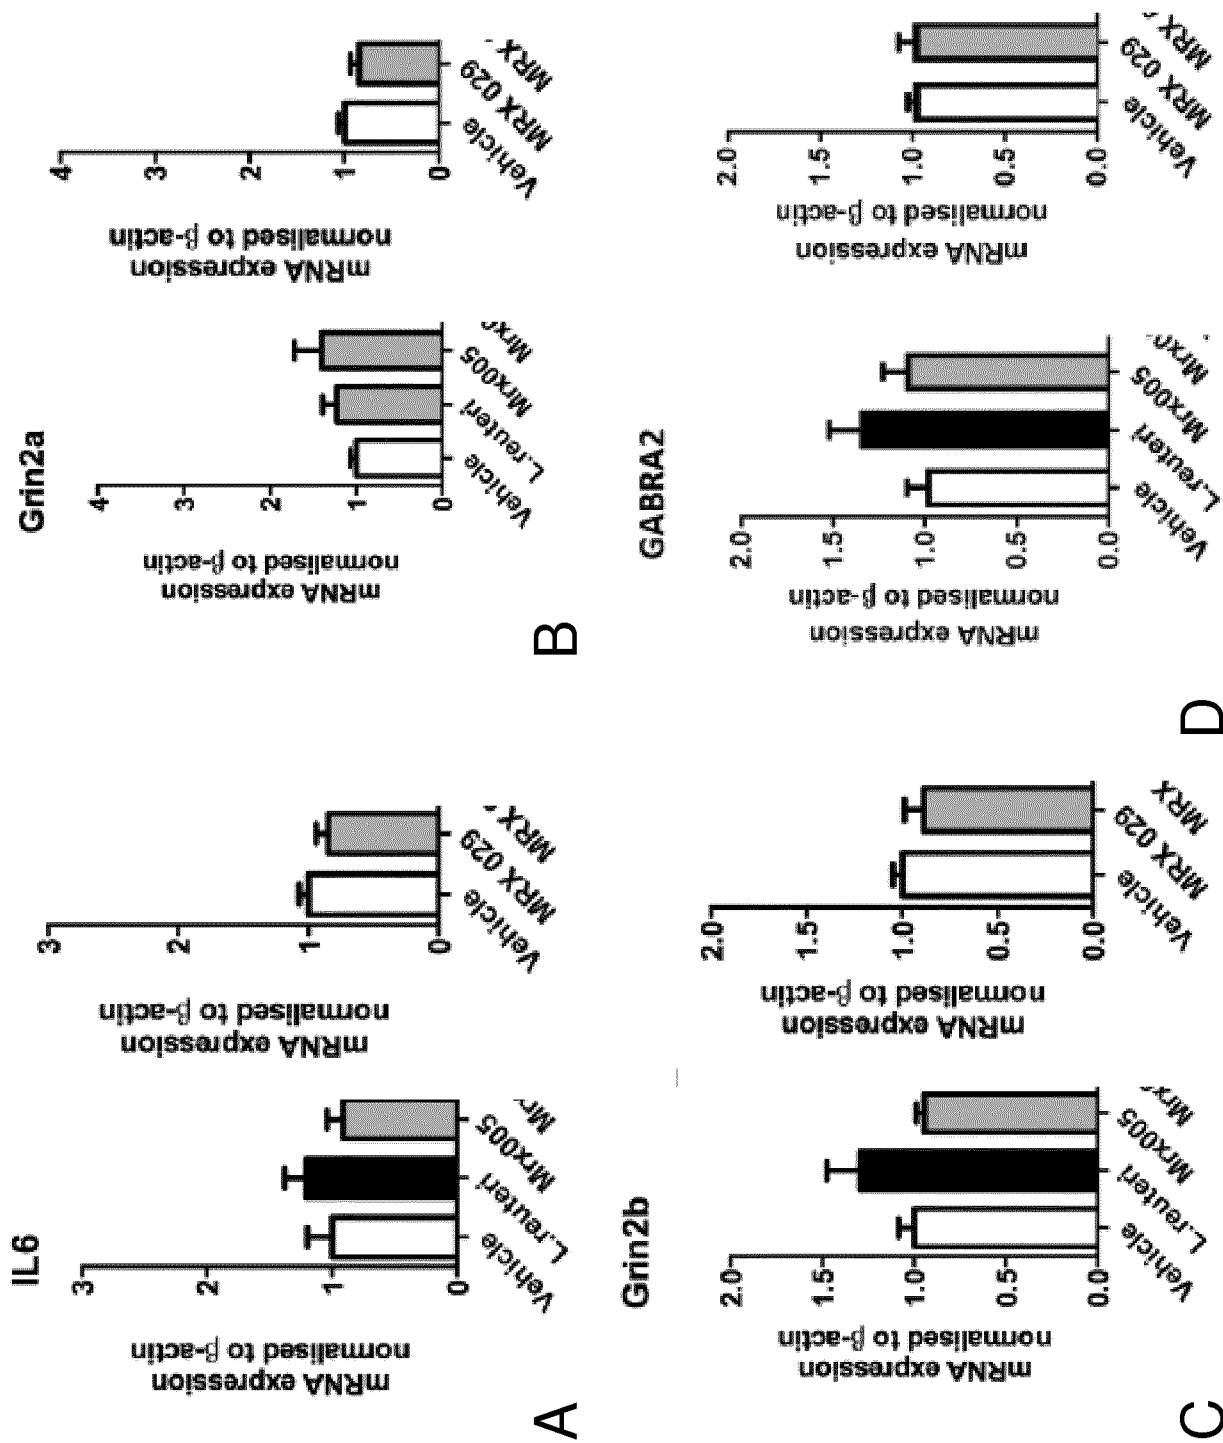 A
IL6
mRNA expression
normalised to β-actin
3
2
1
0
Vehicle
L.reuteri
Mrx005
mRNA expression
normalised to β-actin
3
2
1
0
Vehicle
MRX 029
MRX
B
Grin2a
mRNA expression
normalised to β-actin
4
3
2
1
0
Vehicle
L.reuteri
Mrx005
mRNA expression
normalised to β-actin
4
3
2
1
0
Vehicle
MRX 029
MRX
C
Grin2b
mRNA expression
normalised to β-actin
2.0
1.5
1.0
0.5
0.0
Vehicle
L.reuteri
Mrx005
mRNA expression
normalised to β-actin
2.0
1.5
1.0
0.5
0.0
Vehicle
MRX 029
MRX
D
GABRA2
mRNA expression
normalised to β-actin
2.0
1.5
1.0
0.5
0.0
Vehicle
L.reuteri
Mrx005
mRNA expression
normalised to β-actin
2.0
1.5
1.0
0.5
0.0
Vehicle
MRX 029
MRX